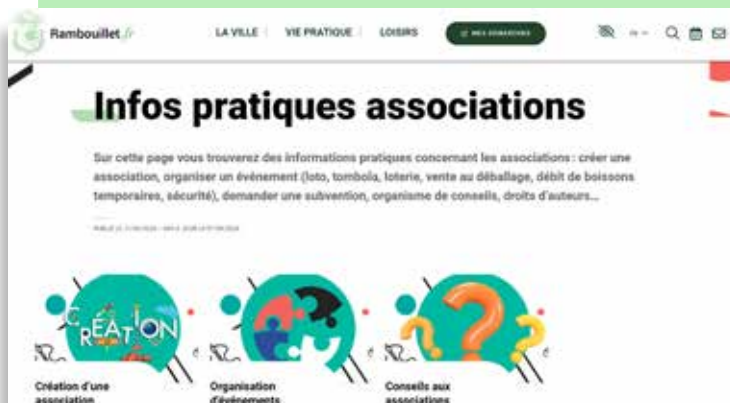 Rambouillet.fr
LA VILLE
VIE PRATIQUE
LOISIRS
MES DÉMARCHES
Infos pratiques associations
Sur cette page vous trouverez des informations pratiques concernant les associations : créer une
association, organiser un événement (loto, tombola, loterie, vente au déballage, débit de boissons
temporaires, sécurité), demander une subvention, organisme de conseils, droits d'auteurs...
CRÉATION
Création d'une
association
Organisation
d'événements
Conseils aux
associations